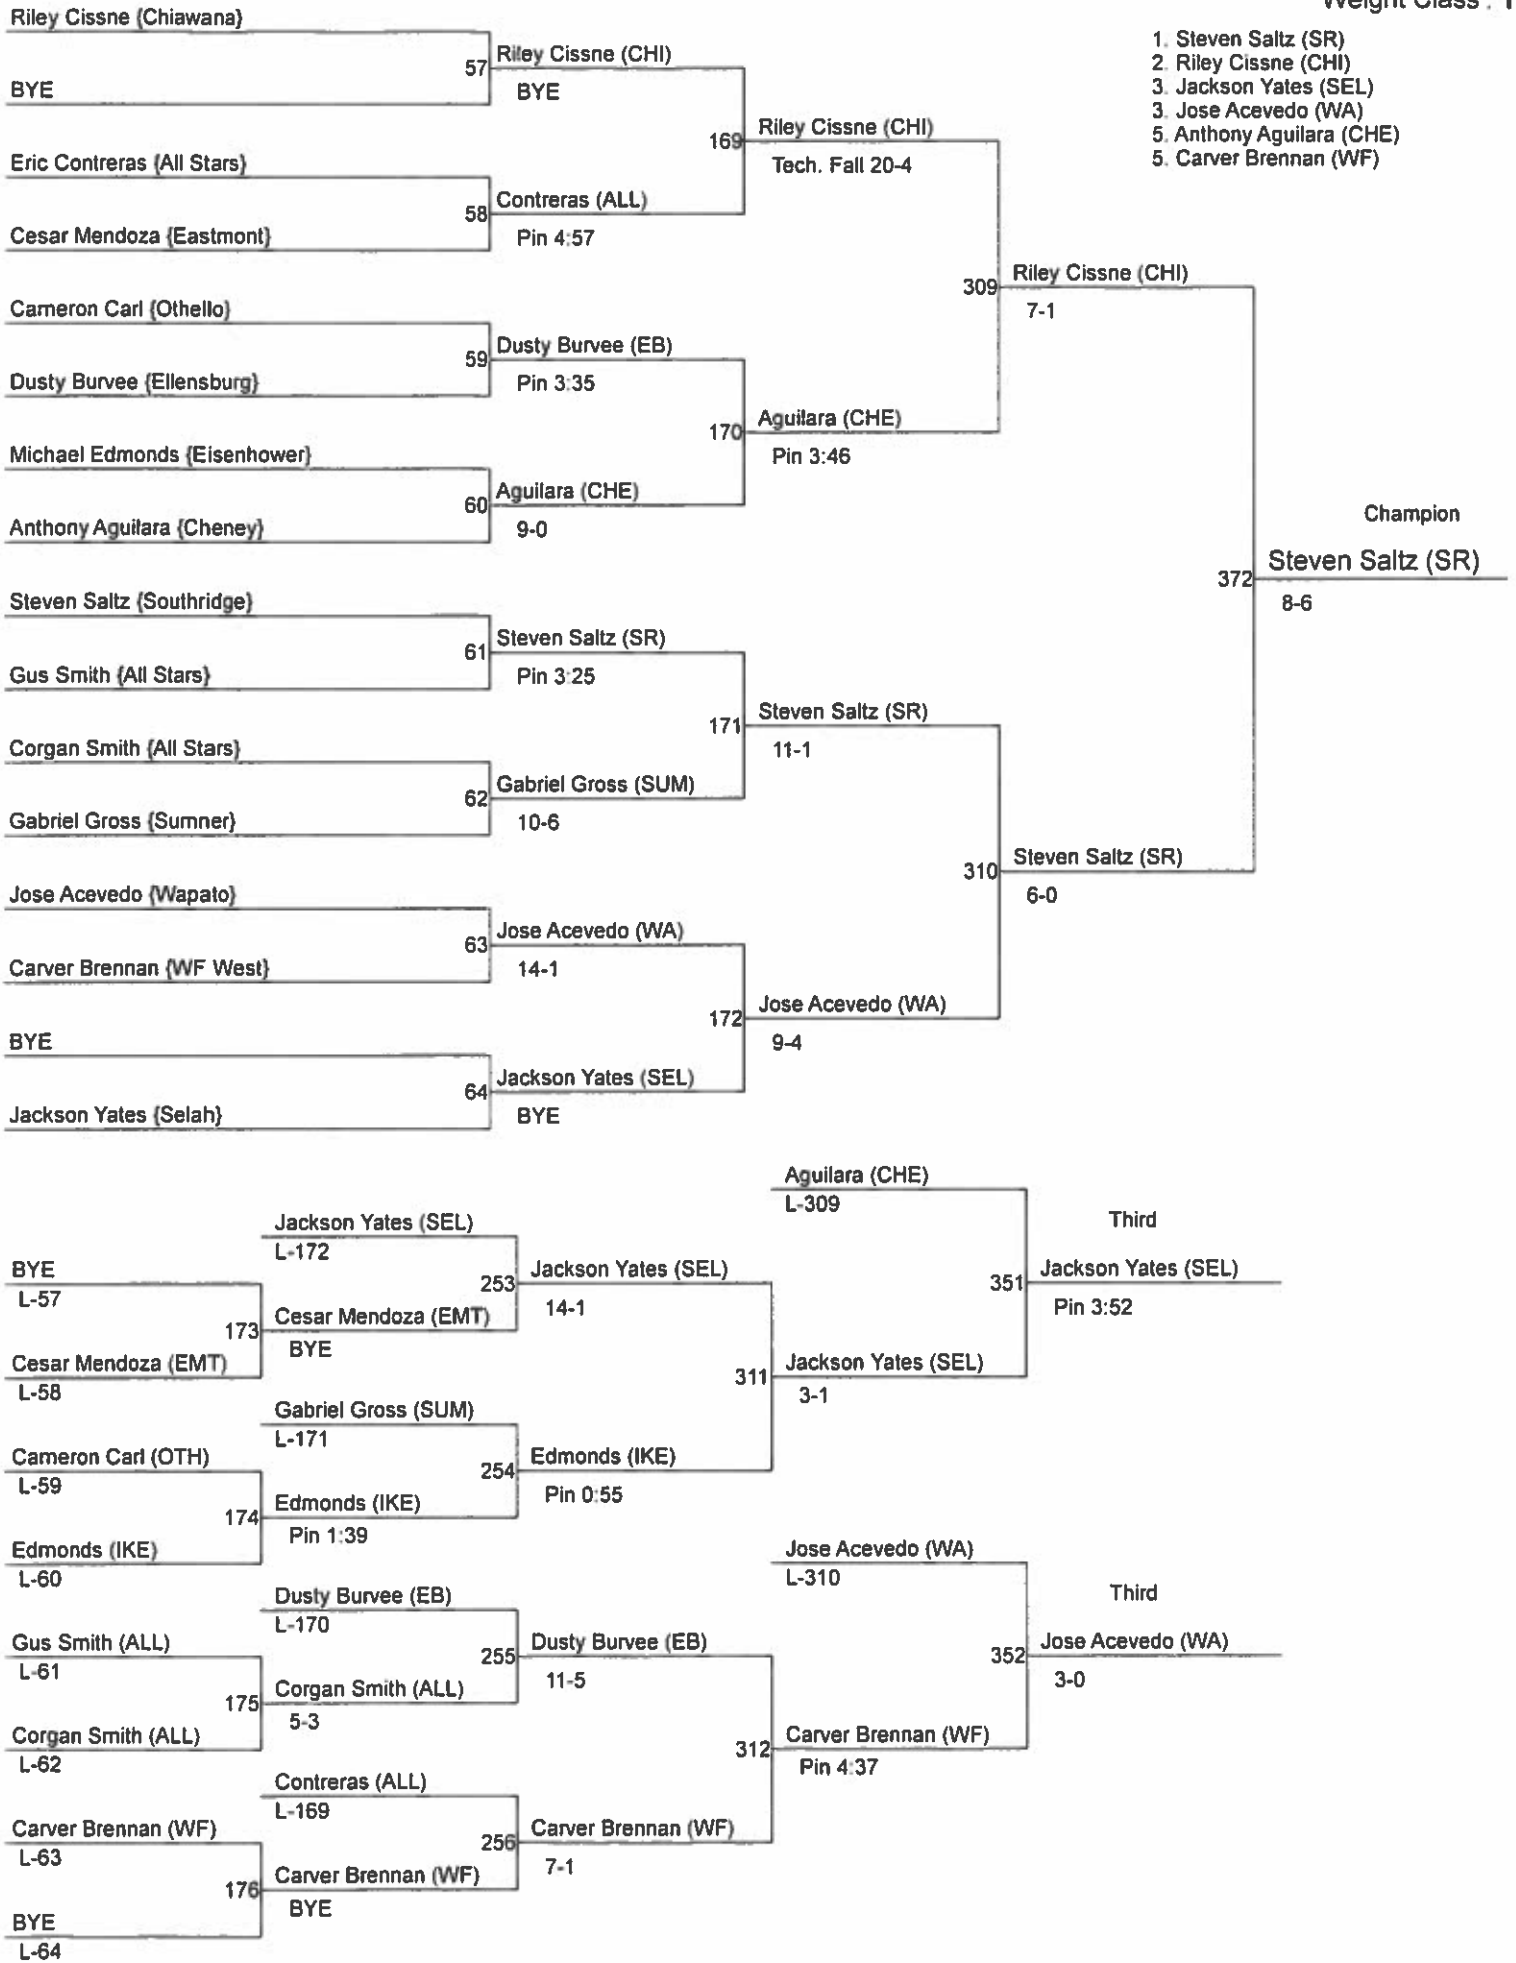 Weight Class :
1. Steven Saltz (SR)
2. Riley Cissne (CHI)
3. Jackson Yates (SEL)
3. Jose Acevedo (WA)
5. Anthony Aguilara (CHE)
5. Carver Brennan (WF)
Riley Cissne {Chiawana}
57 Riley Cissne (CHI)
BYE
BYE
169 Riley Cissne (CHI)
Tech. Fall 20-4
Eric Contreras {All Stars}
58 Contreras (ALL)
Cesar Mendoza {Eastmont}
Pin 4:57
309 Riley Cissne (CHI)
7-1
Cameron Carl {Othello}
59 Dusty Burvee (EB)
Dusty Burvee {Ellensburg}
Pin 3:35
170 Aguilara (CHE)
Pin 3:46
Michael Edmonds {Eisenhower}
60 Aguilara (CHE)
Anthony Aguilara {Cheney}
9-0
Champion
372 Steven Saltz (SR)
8-6
Steven Saltz {Southridge}
61 Steven Saltz (SR)
Gus Smith {All Stars}
Pin 3:25
171 Steven Saltz (SR)
11-1
Corgan Smith {All Stars}
62 Gabriel Gross (SUM)
Gabriel Gross {Sumner}
10-6
310 Steven Saltz (SR)
6-0
Jose Acevedo {Wapato}
63 Jose Acevedo (WA)
Carver Brennan {WF West}
14-1
172 Jose Acevedo (WA)
9-4
BYE
64 Jackson Yates (SEL)
Jackson Yates {Selah}
BYE
Aguilara (CHE)
L-309
Third
Jackson Yates (SEL)
L-172
BYE
L-57
253 Jackson Yates (SEL)
14-1
351 Jackson Yates (SEL)
Pin 3:52
173 Cesar Mendoza (EMT)
BYE
Cesar Mendoza (EMT)
L-58
311 Jackson Yates (SEL)
3-1
Gabriel Gross (SUM)
L-171
Cameron Carl (OTH)
L-59
254 Edmonds (IKE)
Pin 0:55
174 Edmonds (IKE)
Pin 1:39
Edmonds (IKE)
L-60
Jose Acevedo (WA)
L-310
Third
Dusty Burvee (EB)
L-170
Gus Smith (ALL)
L-61
255 Dusty Burvee (EB)
11-5
352 Jose Acevedo (WA)
3-0
175 Corgan Smith (ALL)
5-3
Corgan Smith (ALL)
L-62
312 Carver Brennan (WF)
Pin 4:37
Contreras (ALL)
L-169
Carver Brennan (WF)
L-63
256 Carver Brennan (WF)
7-1
176 Carver Brennan (WF)
BYE
BYE
L-64